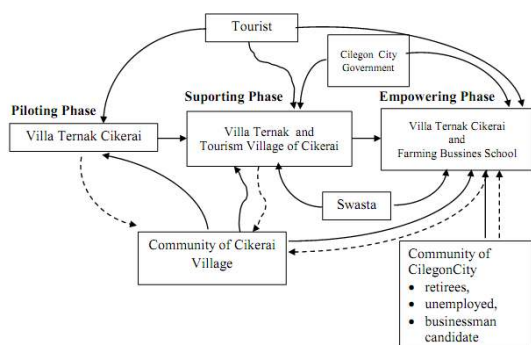 Tourist
Cilegon City
Government
Piloting Phase
Suporting Phase
Empowering Phase
Villa Ternak Cikerai
Villa Ternak and
Tourism Village of Cikerai
Villa Ternak Cikerai
and
Farming Bussines School
Swasta
Community of Cikerai
Village
Community of
CilegonCity
• retirees,
• unemployed,
• businessman
candidate